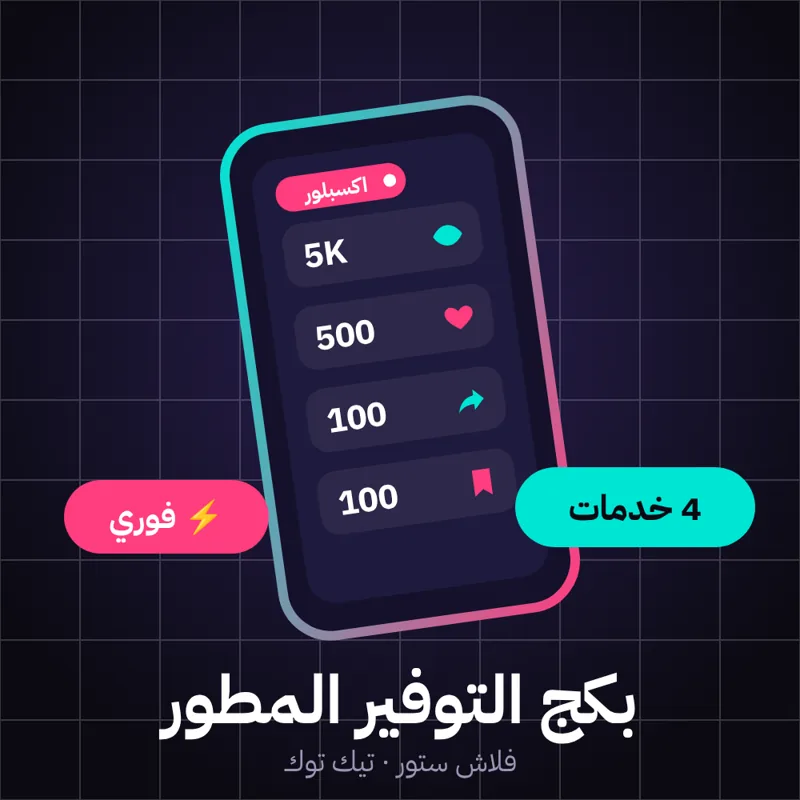 اكسبلور
5K
500
100
100
⚡ فوري
4 خدمات
بكج التوفير المطور
فلاش ستور · تيك توك